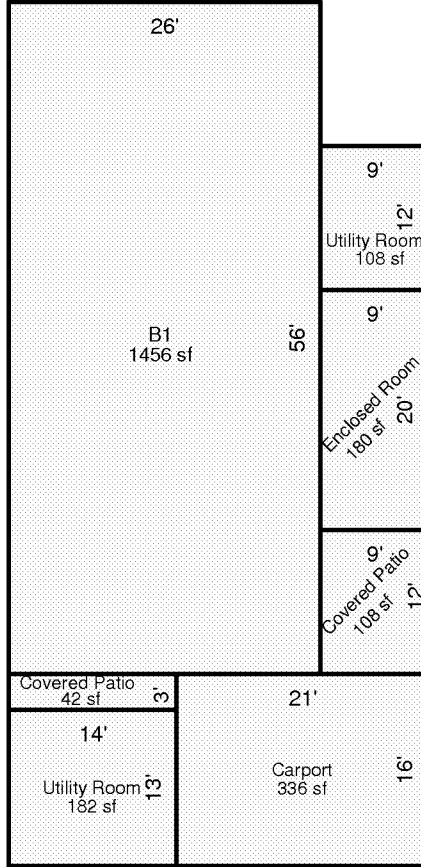 26'
9'
12'
Utility Room
108 sf
B1
1456 sf
56'
9'
Enclosed Room
180 sf
20'
9'
Covered Patio
108 sf
12'
Covered Patio
42 sf
3'
21'
14'
Utility Room
182 sf
13'
Carport
336 sf
16'